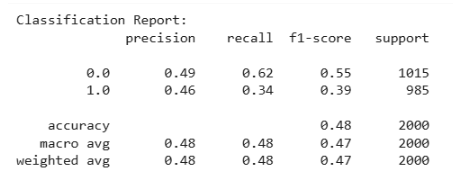 Classification Report:
precision recall f1-score support
0.0 0.49 0.62 0.55 1015
1.0 0.46 0.34 0.39 985
accuracy 0.48 2000
macro avg 0.48 0.48 0.47 2000
weighted avg 0.48 0.48 0.47 2000